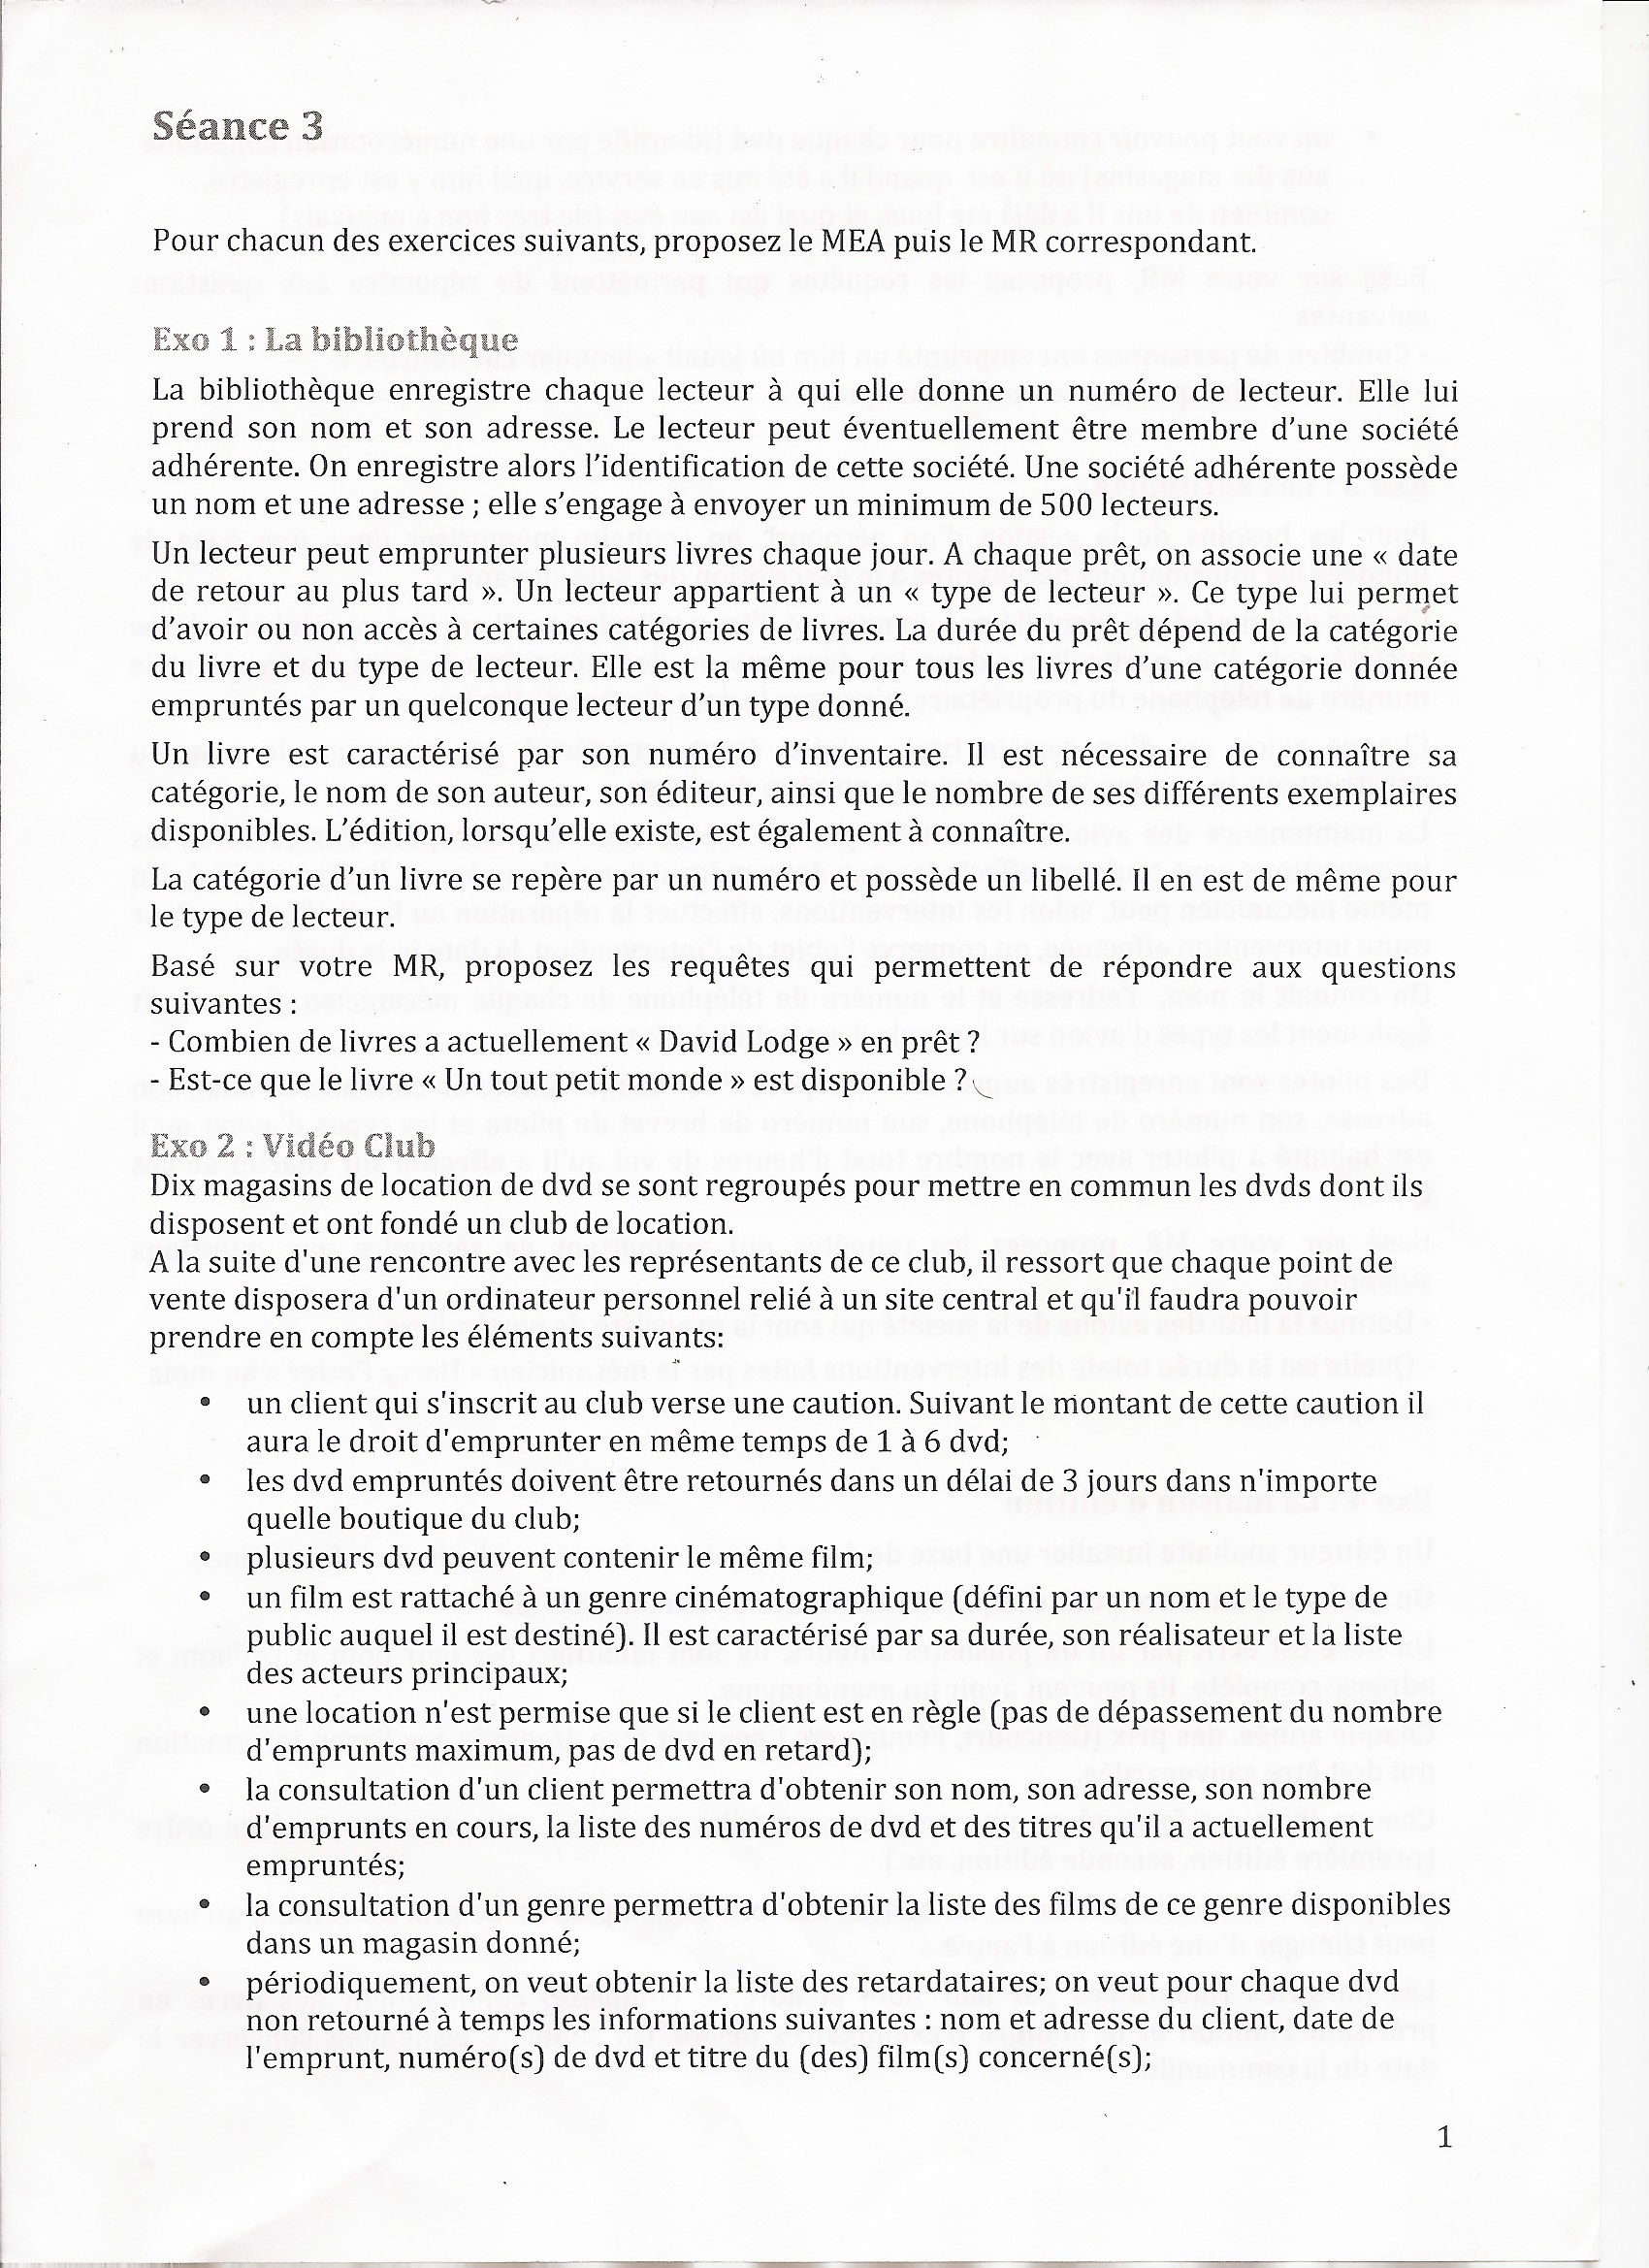 Séance 3
Pour chacun des exercices suivants, proposez le MEA puis le MR correspondant.
Exo 1 : La bibliothèque
La bibliothèque enregistre chaque lecteur à qui elle donne un numéro de lecteur. Elle lui
prend son nom et son adresse. Le lecteur peut éventuellement être membre d'une société
adhérente. On enregistre alors l'identification de cette société. Une société adhérente possède
un nom et une adresse ; elle s'engage à envoyer un minimum de 500 lecteurs.
Un lecteur peut emprunter plusieurs livres chaque jour. A chaque prêt, on associe une « date
de retour au plus tard ». Un lecteur appartient à un « type de lecteur ». Ce type lui permet
d'avoir ou non accès à certaines catégories de livres. La durée du prêt dépend de la catégorie
du livre et du type de lecteur. Elle est la même pour tous les livres d'une catégorie donnée
empruntés par un quelconque lecteur d'un type donné.
Un livre est caractérisé par son numéro d'inventaire. Il est nécessaire de connaître sa
catégorie, le nom de son auteur, son éditeur, ainsi que le nombre de ses différents exemplaires
disponibles. L'édition, lorsqu'elle existe, est également à connaître.
La catégorie d'un livre se repère par un numéro et possède un libellé. Il en est de même pour
le type de lecteur.
Basé sur votre MR, proposez les requêtes qui permettent de répondre aux questions
suivantes :
- Combien de livres a actuellement « David Lodge » en prêt ?
- Est-ce que le livre « Un tout petit monde » est disponible ?
Exo 2 : Vidéo Club
Dix magasins de location de dvd se sont regroupés pour mettre en commun les dvds dont ils
disposent et ont fondé un club de location.
A la suite d'une rencontre avec les représentants de ce club, il ressort que chaque point de
vente disposera d'un ordinateur personnel relié à un site central et qu'il faudra pouvoir
prendre en compte les éléments suivants:
• un client qui s'inscrit au club verse une caution. Suivant le montant de cette caution il
aura le droit d'emprunter en même temps de 1 à 6 dvd;
• les dvd empruntés doivent être retournés dans un délai de 3 jours dans n'importe
quelle boutique du club;
• plusieurs dvd peuvent contenir le même film;
• un film est rattaché à un genre cinématographique (défini par un nom et le type de
public auquel il est destiné). Il est caractérisé par sa durée, son réalisateur et la liste
des acteurs principaux;
• une location n'est permise que si le client est en règle (pas de dépassement du nombre
d'emprunts maximum, pas de dvd en retard);
• la consultation d'un client permettra d'obtenir son nom, son adresse, son nombre
d'emprunts en cours, la liste des numéros de dvd et des titres qu'il a actuellement
empruntés;
• la consultation d'un genre permettra d'obtenir la liste des films de ce genre disponibles
dans un magasin donné;
• périodiquement, on veut obtenir la liste des retardataires; on veut pour chaque dvd
non retourné à temps les informations suivantes : nom et adresse du client, date de
l'emprunt, numéro(s) de dvd et titre du (des) film(s) concerné(s);
1